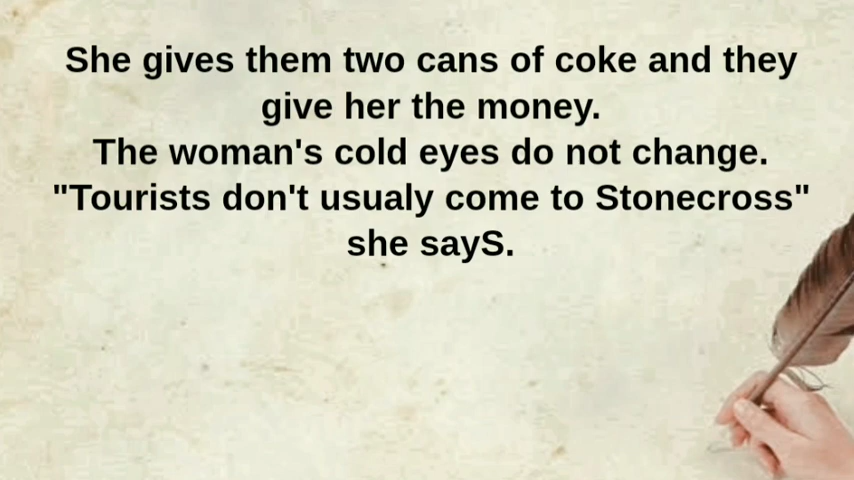 She gives them two cans of coke and they
give her the money.
The woman's cold eyes do not change.
"Tourists don't usualy come to Stonecross"
she sayS.